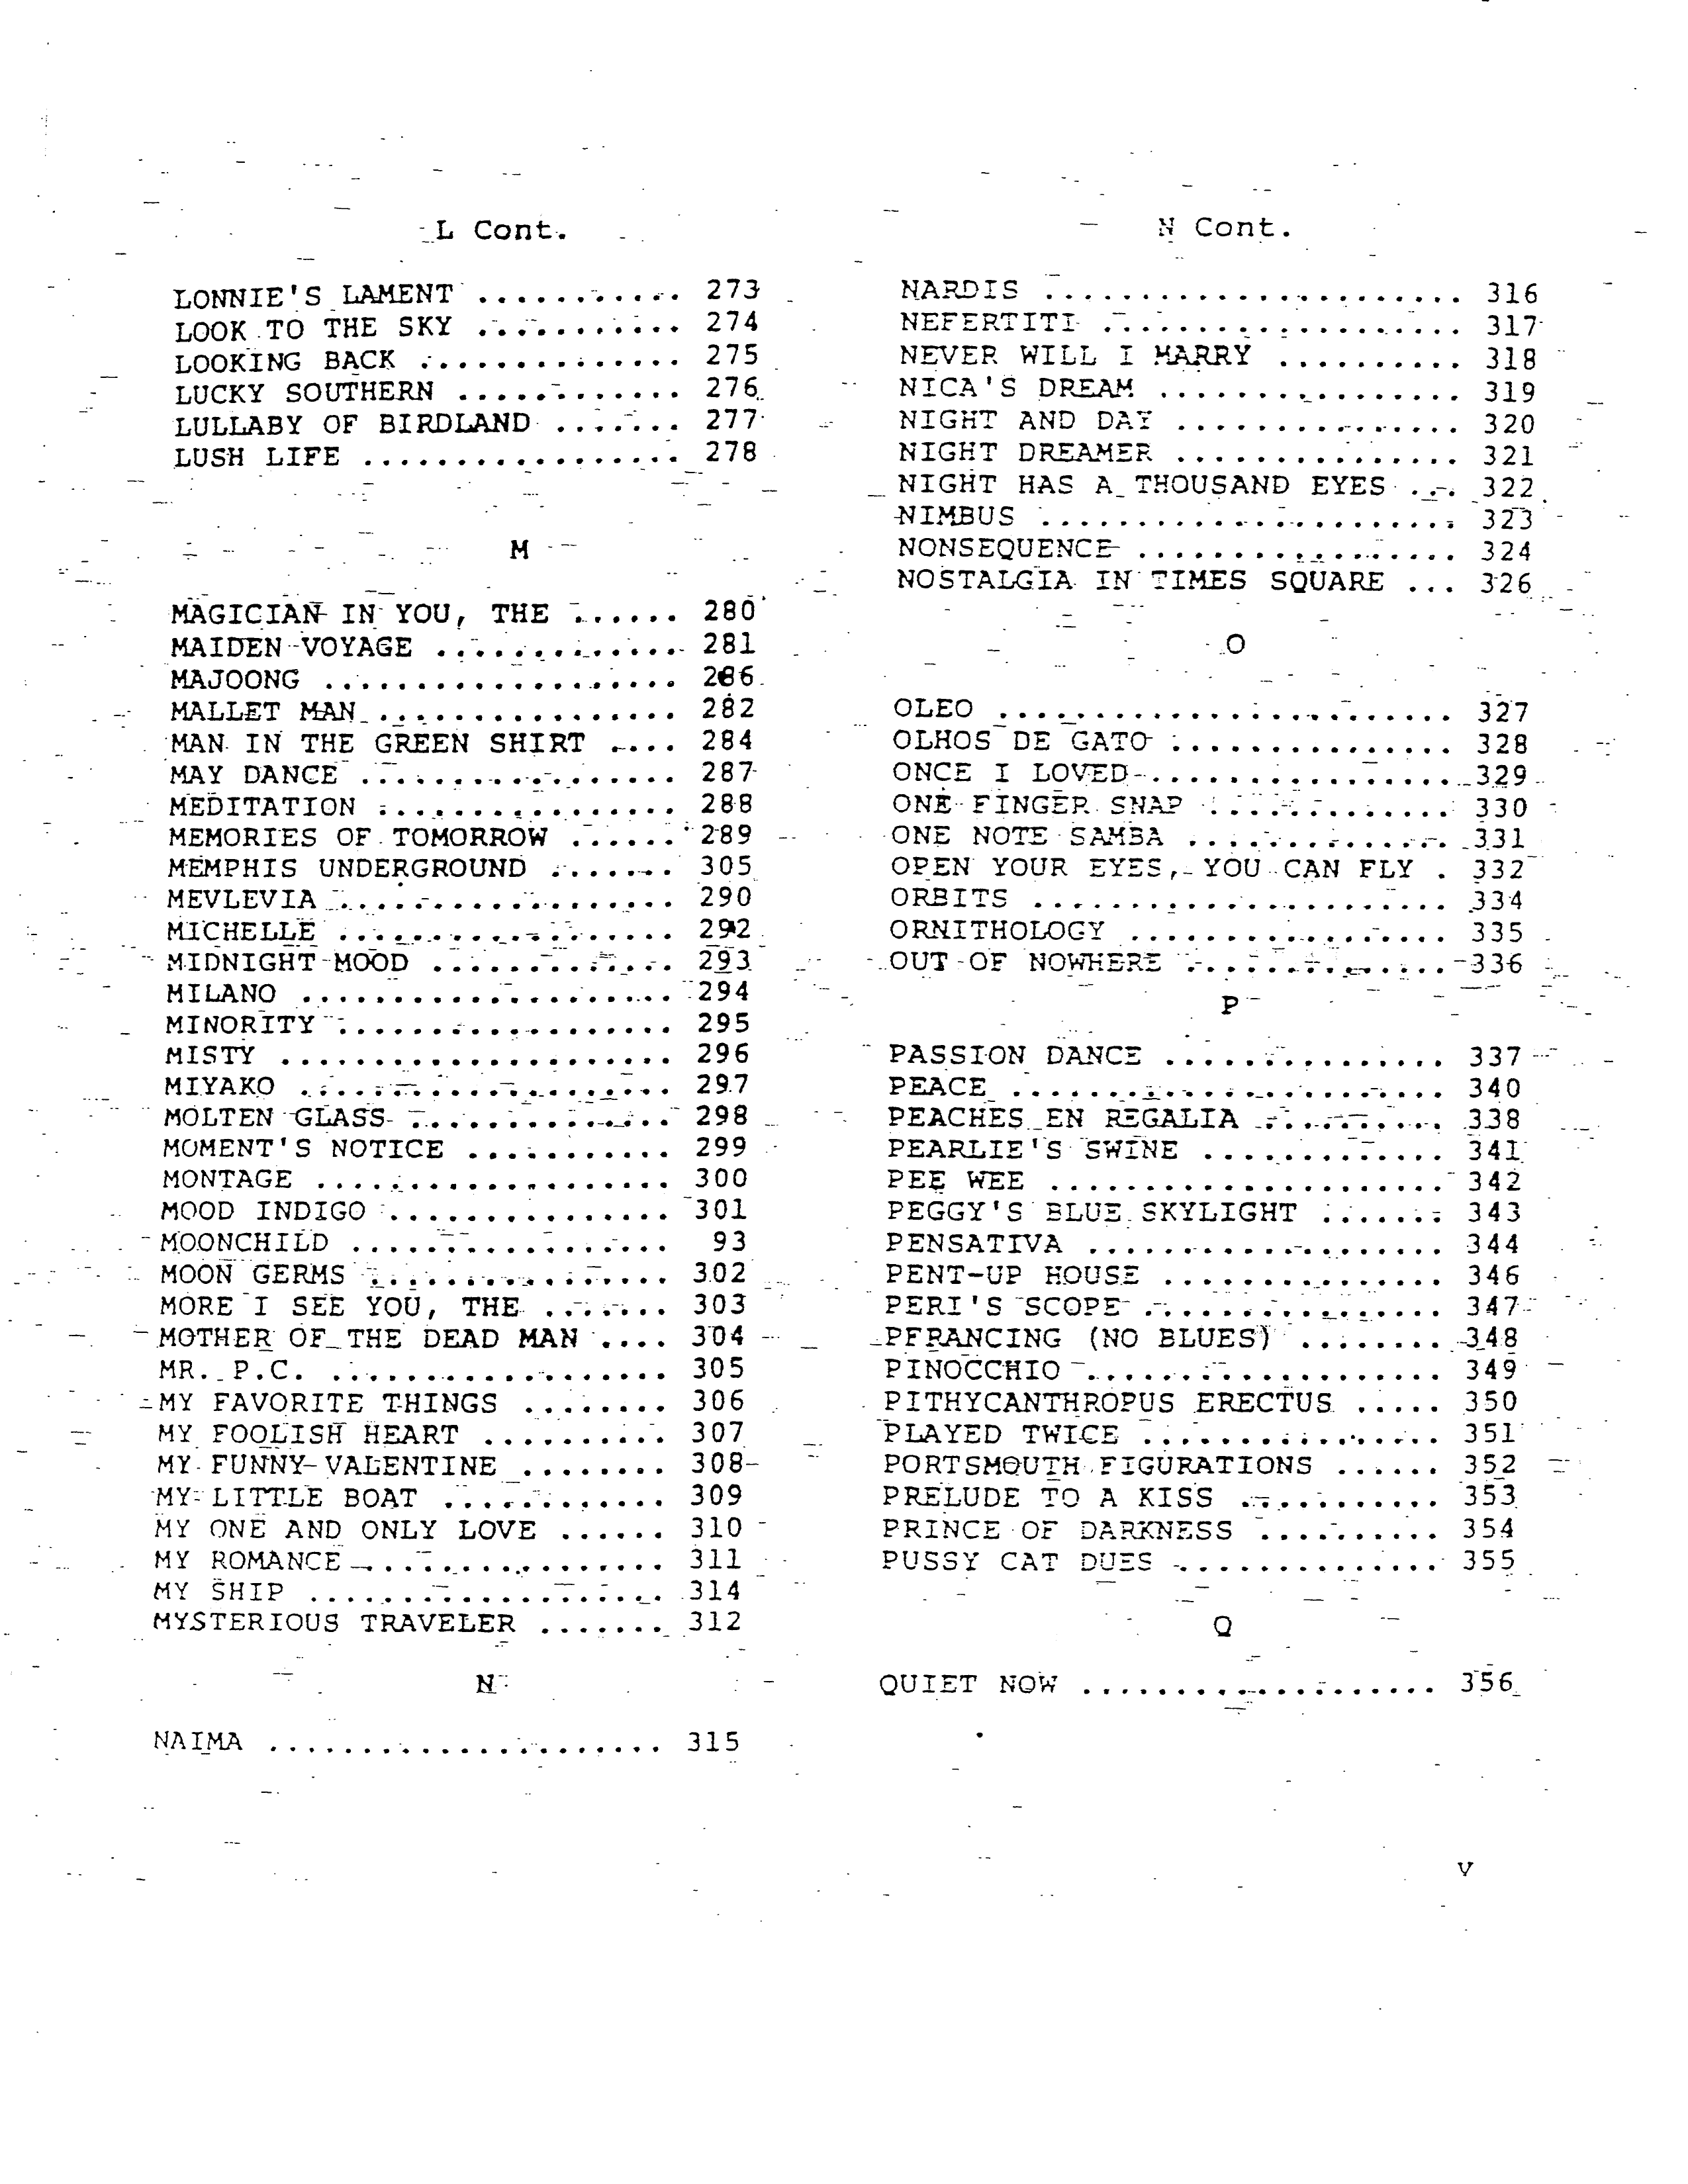 L Cont.
LONNIE'S LAMENT ........... 273
LOOK TO THE SKY ........... 274
LOOKING BACK .............. 275
LUCKY SOUTHERN ............ 276
LULLABY OF BIRDLAND ....... 277
LUSH LIFE ................. 278
M
MAGICIAN IN YOU, THE ...... 280
MAIDEN VOYAGE ............. 281
MAJOONG ................... 286
MALLET MAN ................ 282
MAN IN THE GREEN SHIRT .... 284
MAY DANCE ................. 287
MEDITATION ................ 288
MEMORIES OF TOMORROW ...... 289
MEMPHIS UNDERGROUND ....... 305
MEVLEVIA .................. 290
MICHELLE .................. 292
MIDNIGHT MOOD ............. 293
MILANO .................... 294
MINORITY .................. 295
MISTY ..................... 296
MIYAKO .................... 297
MOLTEN GLASS .............. 298
MOMENT'S NOTICE ........... 299
MONTAGE ................... 300
MOOD INDIGO ............... 301
MOONCHILD ................. 93
MOON GERMS ................ 302
MORE I SEE YOU, THE ....... 303
MOTHER OF THE DEAD MAN .... 304
MR. P.C. .................. 305
MY FAVORITE THINGS ........ 306
MY FOOLISH HEART .......... 307
MY FUNNY VALENTINE ........ 308
MY LITTLE BOAT ............ 309
MY ONE AND ONLY LOVE ...... 310
MY ROMANCE ................ 311
MY SHIP ................... 314
MYSTERIOUS TRAVELER ....... 312
N
NAIMA ..................... 315
N Cont.
NARDIS ....................... 316
NEFERTITI .................... 317
NEVER WILL I MARRY .......... 318
NICA'S DREAM ................. 319
NIGHT AND DAY ................ 320
NIGHT DREAMER ................ 321
NIGHT HAS A THOUSAND EYES ... 322
NIMBUS ....................... 323
NONSEQUENCE .................. 324
NOSTALGIA IN TIMES SQUARE ... 326
O
OLEO ......................... 327
OLHOS DE GATO ................ 328
ONCE I LOVED ................. 329
ONE FINGER SNAP .............. 330
ONE NOTE SAMBA ............... 331
OPEN YOUR EYES, YOU CAN FLY . 332
ORBITS ....................... 334
ORNITHOLOGY .................. 335
OUT OF NOWHERE ............... 336
P
PASSION DANCE ................ 337
PEACE ........................ 340
PEACHES EN REGALIA ........... 338
PEARLIE'S SWINE .............. 341
PEE WEE ...................... 342
PEGGY'S BLUE SKYLIGHT ....... 343
PENSATIVA .................... 344
PENT-UP HOUSE ................ 346
PERI'S SCOPE ................. 347
PFRANCING (NO BLUES) ........ 348
PINOCCHIO .................... 349
PITHYCANTHROPUS ERECTUS ..... 350
PLAYED TWICE ................. 351
PORTSMOUTH FIGURATIONS ...... 352
PRELUDE TO A KISS ........... 353
PRINCE OF DARKNESS .......... 354
PUSSY CAT DUES ............... 355
Q
QUIET NOW .................... 356
v